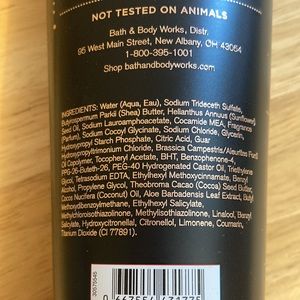 NOT TESTED ON ANIMALS
Bath & Body Works, Distr.
95 West Main Street, New Albany, OH 43054
1-800-395-1001
Shop bathandbodyworks.com
INGREDIENTS: Water (Aqua, Eau), Sodium Trideceth Sulfate,
Butyrospermum Parkii (Shea) Butter, Helianthus Annuus (Sunflower)
Seed Oil, Sodium Lauroamphoacetate, Cocamide MEA, Fragrance
(Parfum), Sodium Cocoyl Glycinate, Sodium Chloride, Glycerin,
Hydroxypropyl Starch Phosphate, Citric Acid, Guar
Hydroxypropyltrimonium Chloride, Brassica Campestris/Aleurites Fordi
Oil Copolymer, Tocopheryl Acetate, BHT, Benzophenone-4,
PPG-26-Buteth-26, PEG-40 Hydrogenated Castor Oil, Trideceth-
Tetrasodium EDTA, Ethylhexyl Methoxycinnamate, Benzyl
Alcohol, Propylene Glycol, Theobroma Cacao (Cocoa) Seed Butter,
Cocos Nucifera (Coconut) Oil, Aloe Barbadensis Leaf Extract, Butyl
Methoxydibenzoylmethane, Ethylhexyl Salicylate,
Methylchloroisothiazolinone, Methylisothiazolinone, Linalool, Benzyl
Salicylate, Hydroxycitronellal, Citronellol, Limonene, Coumarin,
Titanium Dioxide (CI 77891).